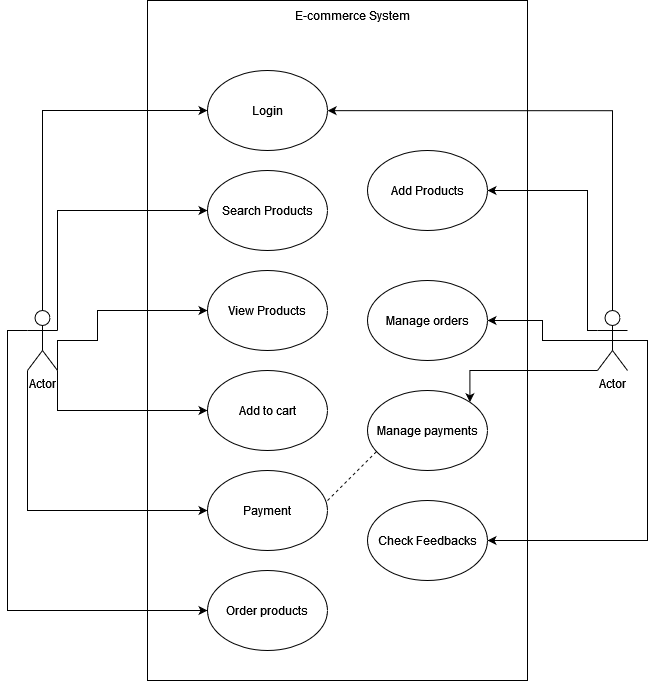 E-commerce System
Login
Add Products
Search Products
View Products
Manage orders
Actor
Actor
Add to cart
Manage payments
Payment
Check Feedbacks
Order products